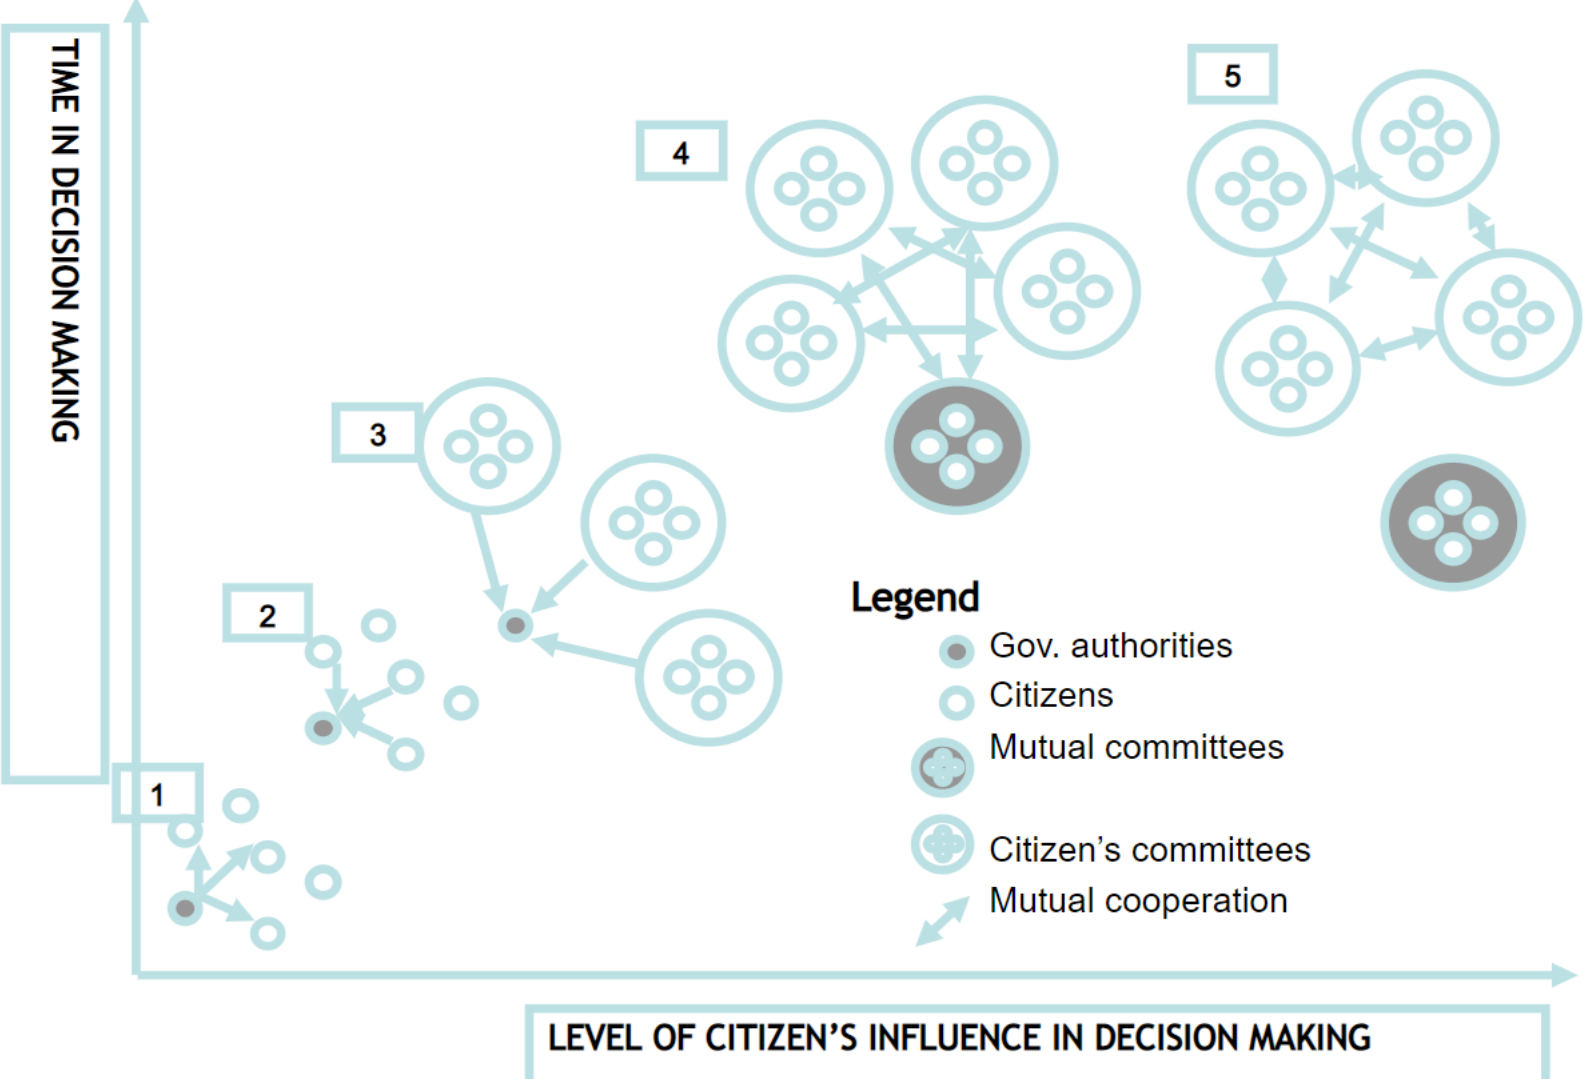 TIME IN DECISION MAKING
5
4
3
2
1
Legend
Gov. authorities
Citizens
Mutual committees
Citizen’s committees
Mutual cooperation
LEVEL OF CITIZEN’S INFLUENCE IN DECISION MAKING